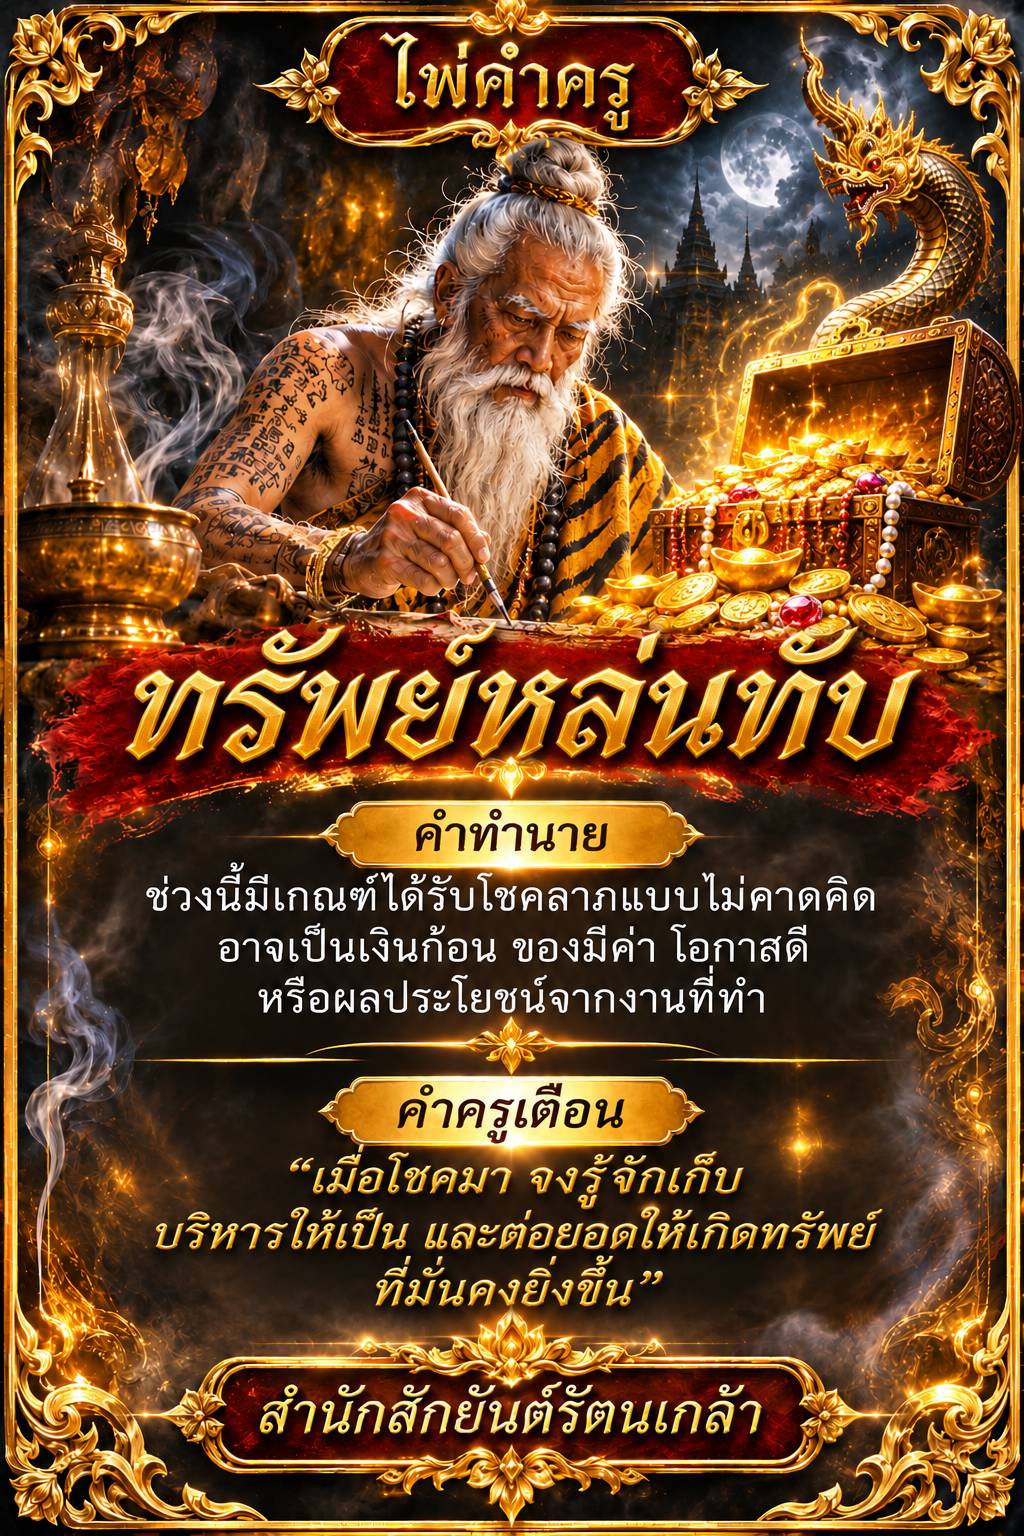 ไพ่คำครู
ทรัพย์หล่นทับ
คำทำนาย
ช่วงนี้มีเกณฑ์ได้รับโชคลาภแบบไม่คาดคิด
อาจเป็นเงินก้อน ของมีค่า โอกาสดี
หรือผลประโยชน์จากงานที่ทำ
คำครูเตือน
“เมื่อโชคมา จงรู้จักเก็บ
บริหารให้เป็น และต่อยอดให้เกิดทรัพย์
ที่มั่นคงยิ่งขึ้น”
สำนักสักยันต์รัตนเกล้า